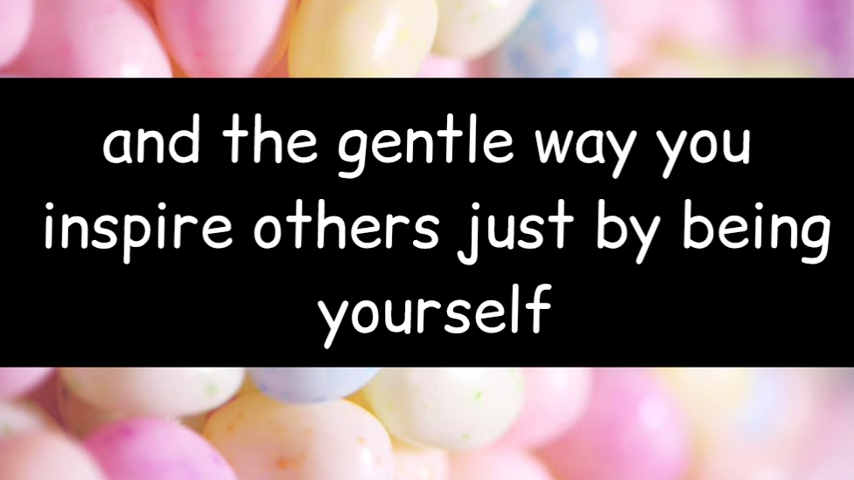 and the gentle way you
inspire others just by being
yourself